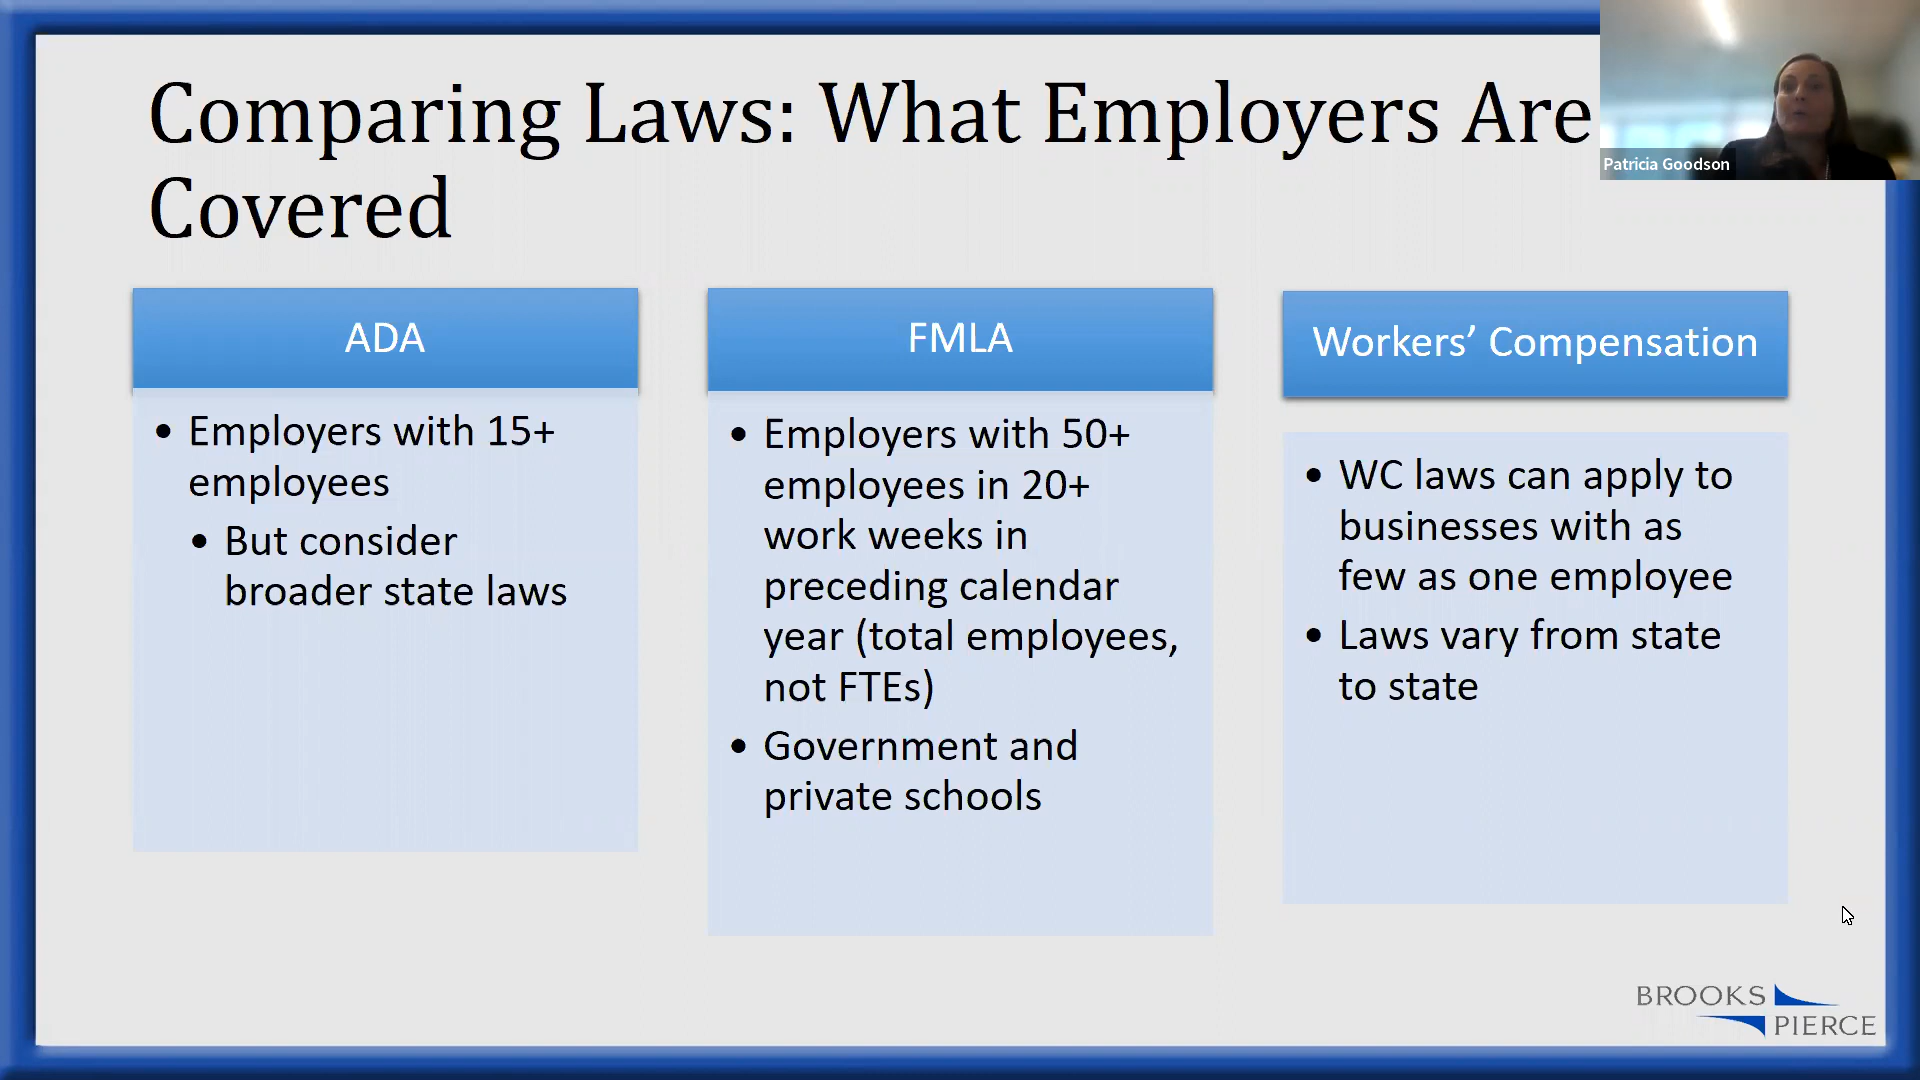 Comparing Laws: What Employers Are
Covered
Patricia Goodson
ADA
• Employers with 15+
employees
• But consider
broader state laws
FMLA
• Employers with 50+
employees in 20+
work weeks in
preceding calendar
year (total employees,
not FTEs)
• Government and
private schools
Workers’ Compensation
• WC laws can apply to
businesses with as
few as one employee
• Laws vary from state
to state
BROOKS
PIERCE